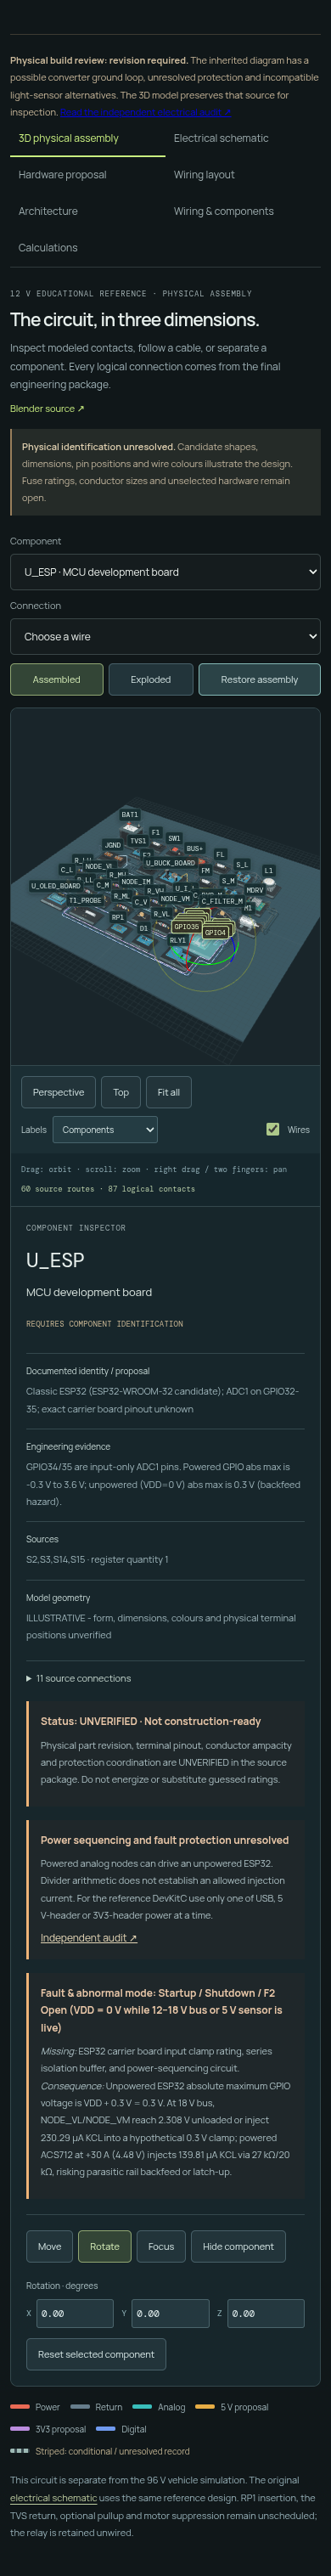 Physical build review: revision required. The inherited diagram has a
possible converter ground loop, unresolved protection and incompatible
light-sensor alternatives. The 3D model preserves that source for
inspection.
3D physical assembly
Electrical schematic
Hardware proposal
Wiring layout
Architecture
Wiring & components
Calculations
12 V EDUCATIONAL REFERENCE · PHYSICAL ASSEMBLY
The circuit, in three dimensions.
Inspect modeled contacts, follow a cable, or separate a
component. Every logical connection comes from the final
engineering package.
Blender source ↗
Physical identification unresolved. Candidate shapes,
dimensions, pin positions and wire colours illustrate the design.
Fuse ratings, conductor sizes and unselected hardware remain
open.
Component
U_ESP · MCU development board
Connection
Choose a wire
Assembled
Exploded
Restore assembly
BAT1
F1
TVS1
SW1
JGND
BUS+
FL
U_BUCK_BOARD
NODE_VL
S_L
C_L
FM
L1
U_OLED_BOARD
C_M
NODE_IM
S_M
MDRV
TI_PROBE
R_ML
C_V
NODE_VM
C_FILTER_M
RP1
R_VL
D1
GPIO35
GPIO4
RLY1
Perspective
Top
Fit all
Labels
Components
Wires
Drag: orbit · scroll: zoom · right drag / two fingers: pan
60 source routes · 87 logical contacts
COMPONENT INSPECTOR
U_ESP
MCU development board
REQUIRES COMPONENT IDENTIFICATION
Documented identity / proposal
Classic ESP32 (ESP32-WROOM-32 candidate); ADC1 on GPIO32-
35; exact carrier board pinout unknown
Engineering evidence
GPIO34/35 are input-only ADC1 pins. Powered GPIO abs max is
-0.3 V to 3.6 V; unpowered (VDD=0 V) abs max is 0.3 V (backfeed
hazard).
Sources
S2,S3,S14,S15 · register quantity 1
Model geometry
ILLUSTRATIVE - form, dimensions, colours and physical terminal
positions unverified
▶ 11 source connections
Status: UNVERIFIED · Not construction-ready
Physical part revision, terminal pinout, conductor ampacity
and protection coordination are UNVERIFIED in the source
package. Do not energize or substitute guessed ratings.
Power sequencing and fault protection unresolved
Powered analog nodes can drive an unpowered ESP32.
Divider arithmetic does not establish an allowed injection
current. For the reference DevKitC use only one of USB, 5
V-header or 3V3-header power at a time.
Independent audit ↗
Fault & abnormal mode: Startup / Shutdown / F2
Open (VDD = 0 V while 12–18 V bus or 5 V sensor is
live)
Missing: ESP32 carrier board input clamp rating, series
isolation buffer, and power-sequencing circuit.
Consequence: Unpowered ESP32 absolute maximum GPIO
voltage is VDD + 0.3 V = 0.3 V. At 18 V bus,
NODE_VL/NODE_VM reach 2.308 V unloaded or inject
230.29 µA KCL into a hypothetical 0.3 V clamp; powered
ACS712 at +30 A (4.48 V) injects 139.81 µA KCL via 27 kΩ/20
kΩ, risking parasitic rail backfeed or latch-up.
Move
Rotate
Focus
Hide component
Rotation · degrees
X 0.00 Y 0.00 Z 0.00
Reset selected component
Power Return Analog 5 V proposal
3V3 proposal Digital
Striped: conditional / unresolved record
This circuit is separate from the 96 V vehicle simulation. The original
electrical schematic uses the same reference design. RP1 insertion, the
TVS return, optional pullup and motor suppression remain unscheduled;
the relay is retained unwired.